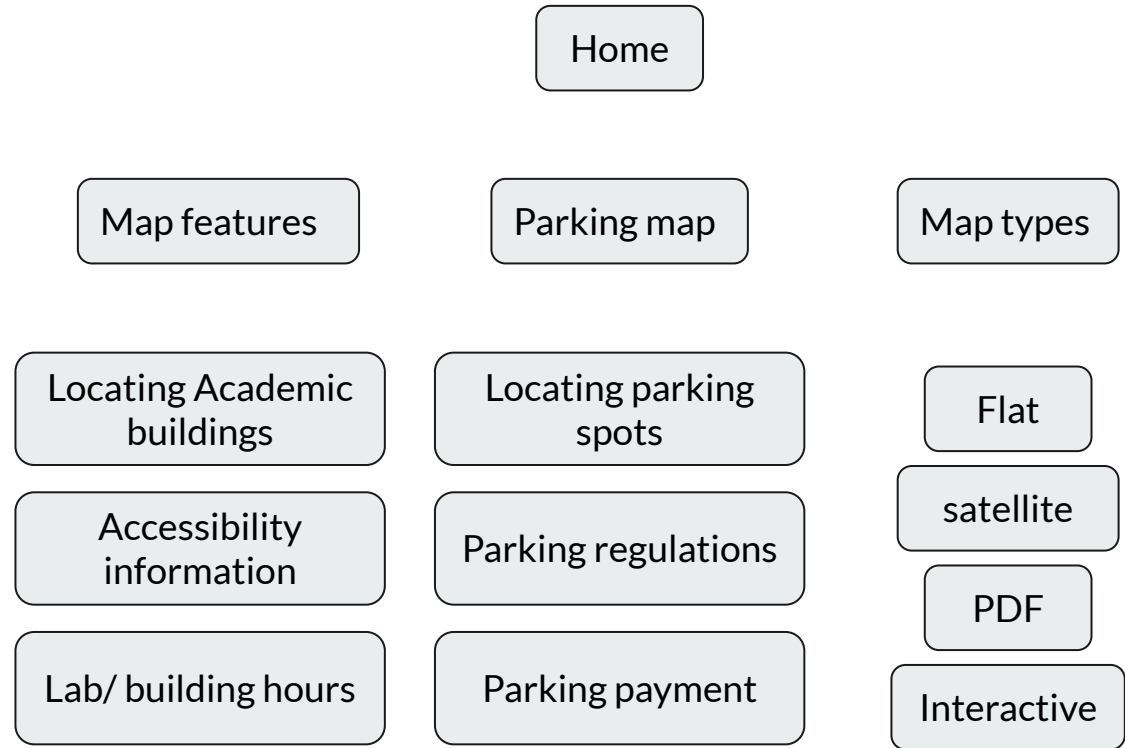 Home
Map features
Parking map
Map types
Locating Academic
buildings
Locating parking
spots
Flat
satellite
Accessibility
information
Parking regulations
PDF
Lab/ building hours
Parking payment
Interactive